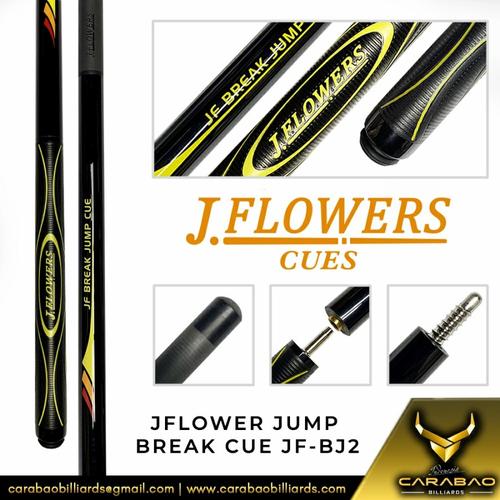 J.FLOWERS
JF BREAK JUMP CUE
J.FLOWERS
JF BREAK JUMP
J.FLOWERS
J.FLOWERS
CUES
JFLOWER JUMP
BREAK CUE JF-BJ2
CARABAO
BILLIARDS
carabaobilliards@gmail.com | www.carabaobilliards.com